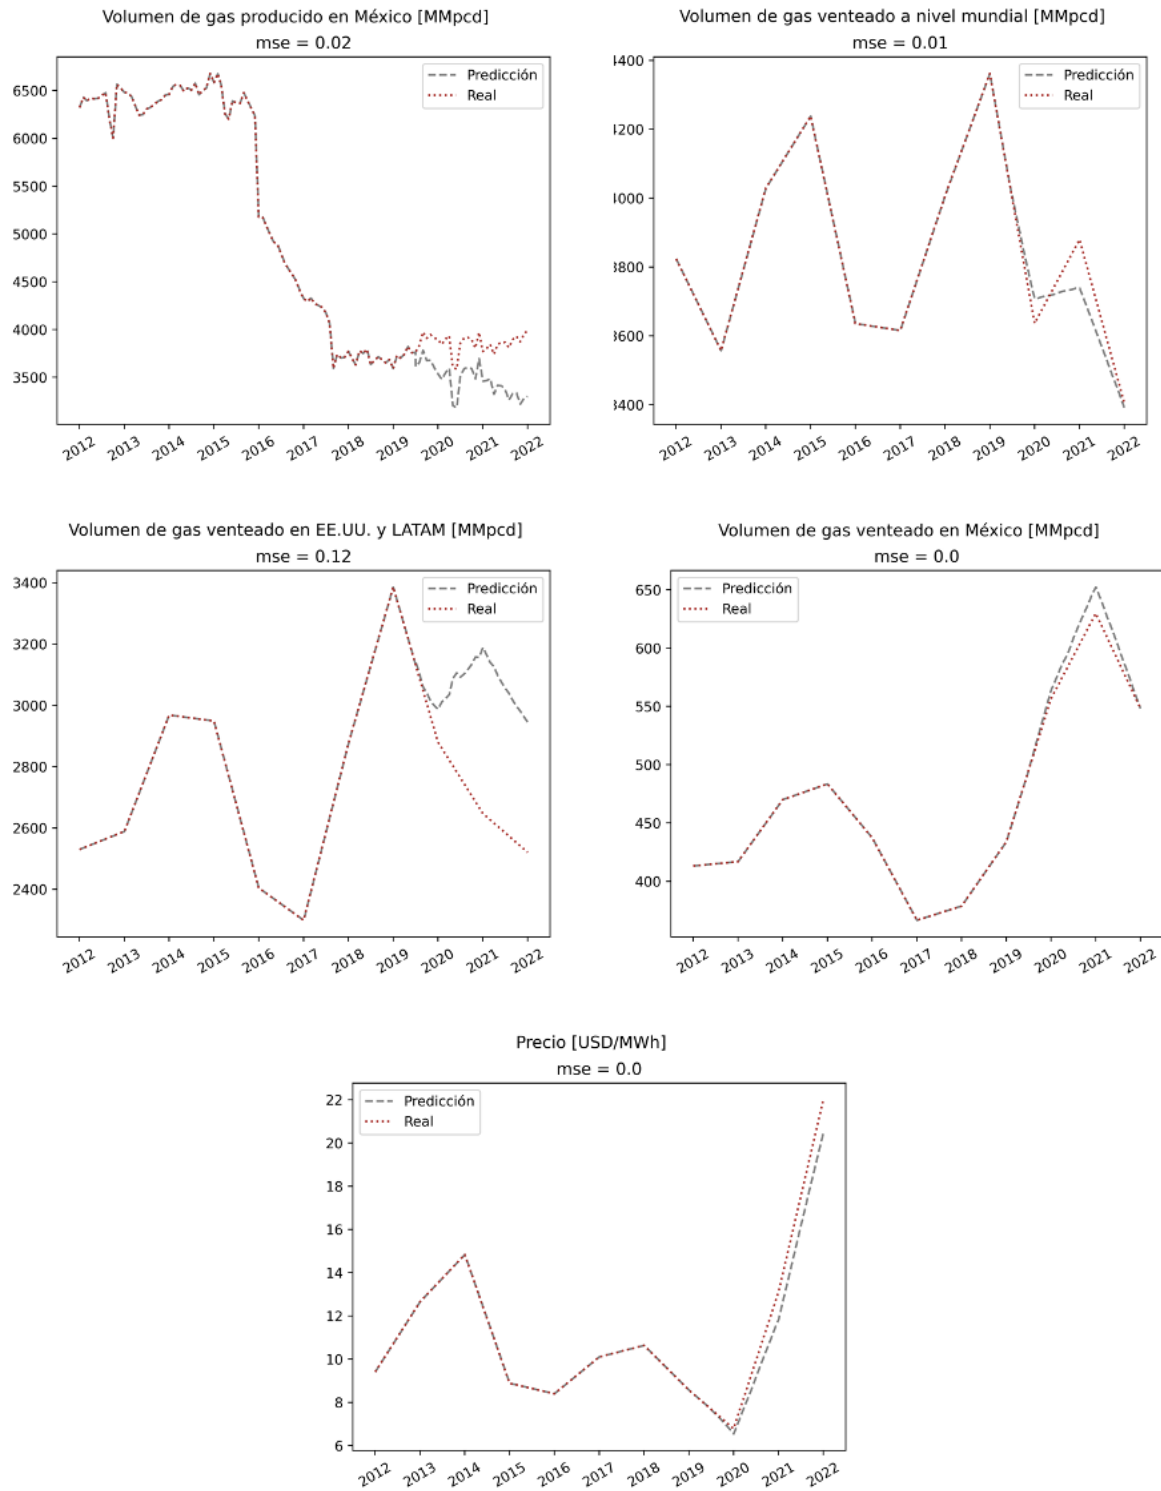 Volumen de gas producido en México [MMpcd]
mse = 0.02
Predicción
Real
6500
6000
5500
5000
4500
4000
3500
2012 2013 2014 2015 2016 2017 2018 2019 2020 2021 2022
Volumen de gas venteado a nivel mundial [MMpcd]
mse = 0.01
Predicción
Real
4400
4200
4000
3800
3600
3400
2012 2013 2014 2015 2016 2017 2018 2019 2020 2021 2022
Volumen de gas venteado en EE.UU. y LATAM [MMpcd]
mse = 0.12
Predicción
Real
3400
3200
3000
2800
2600
2400
2012 2013 2014 2015 2016 2017 2018 2019 2020 2021 2022
Volumen de gas venteado en México [MMpcd]
mse = 0.0
Predicción
Real
650
600
550
500
450
400
2012 2013 2014 2015 2016 2017 2018 2019 2020 2021 2022
Precio [USD/MWh]
mse = 0.0
Predicción
Real
22
20
18
16
14
12
10
8
6
2012 2013 2014 2015 2016 2017 2018 2019 2020 2021 2022